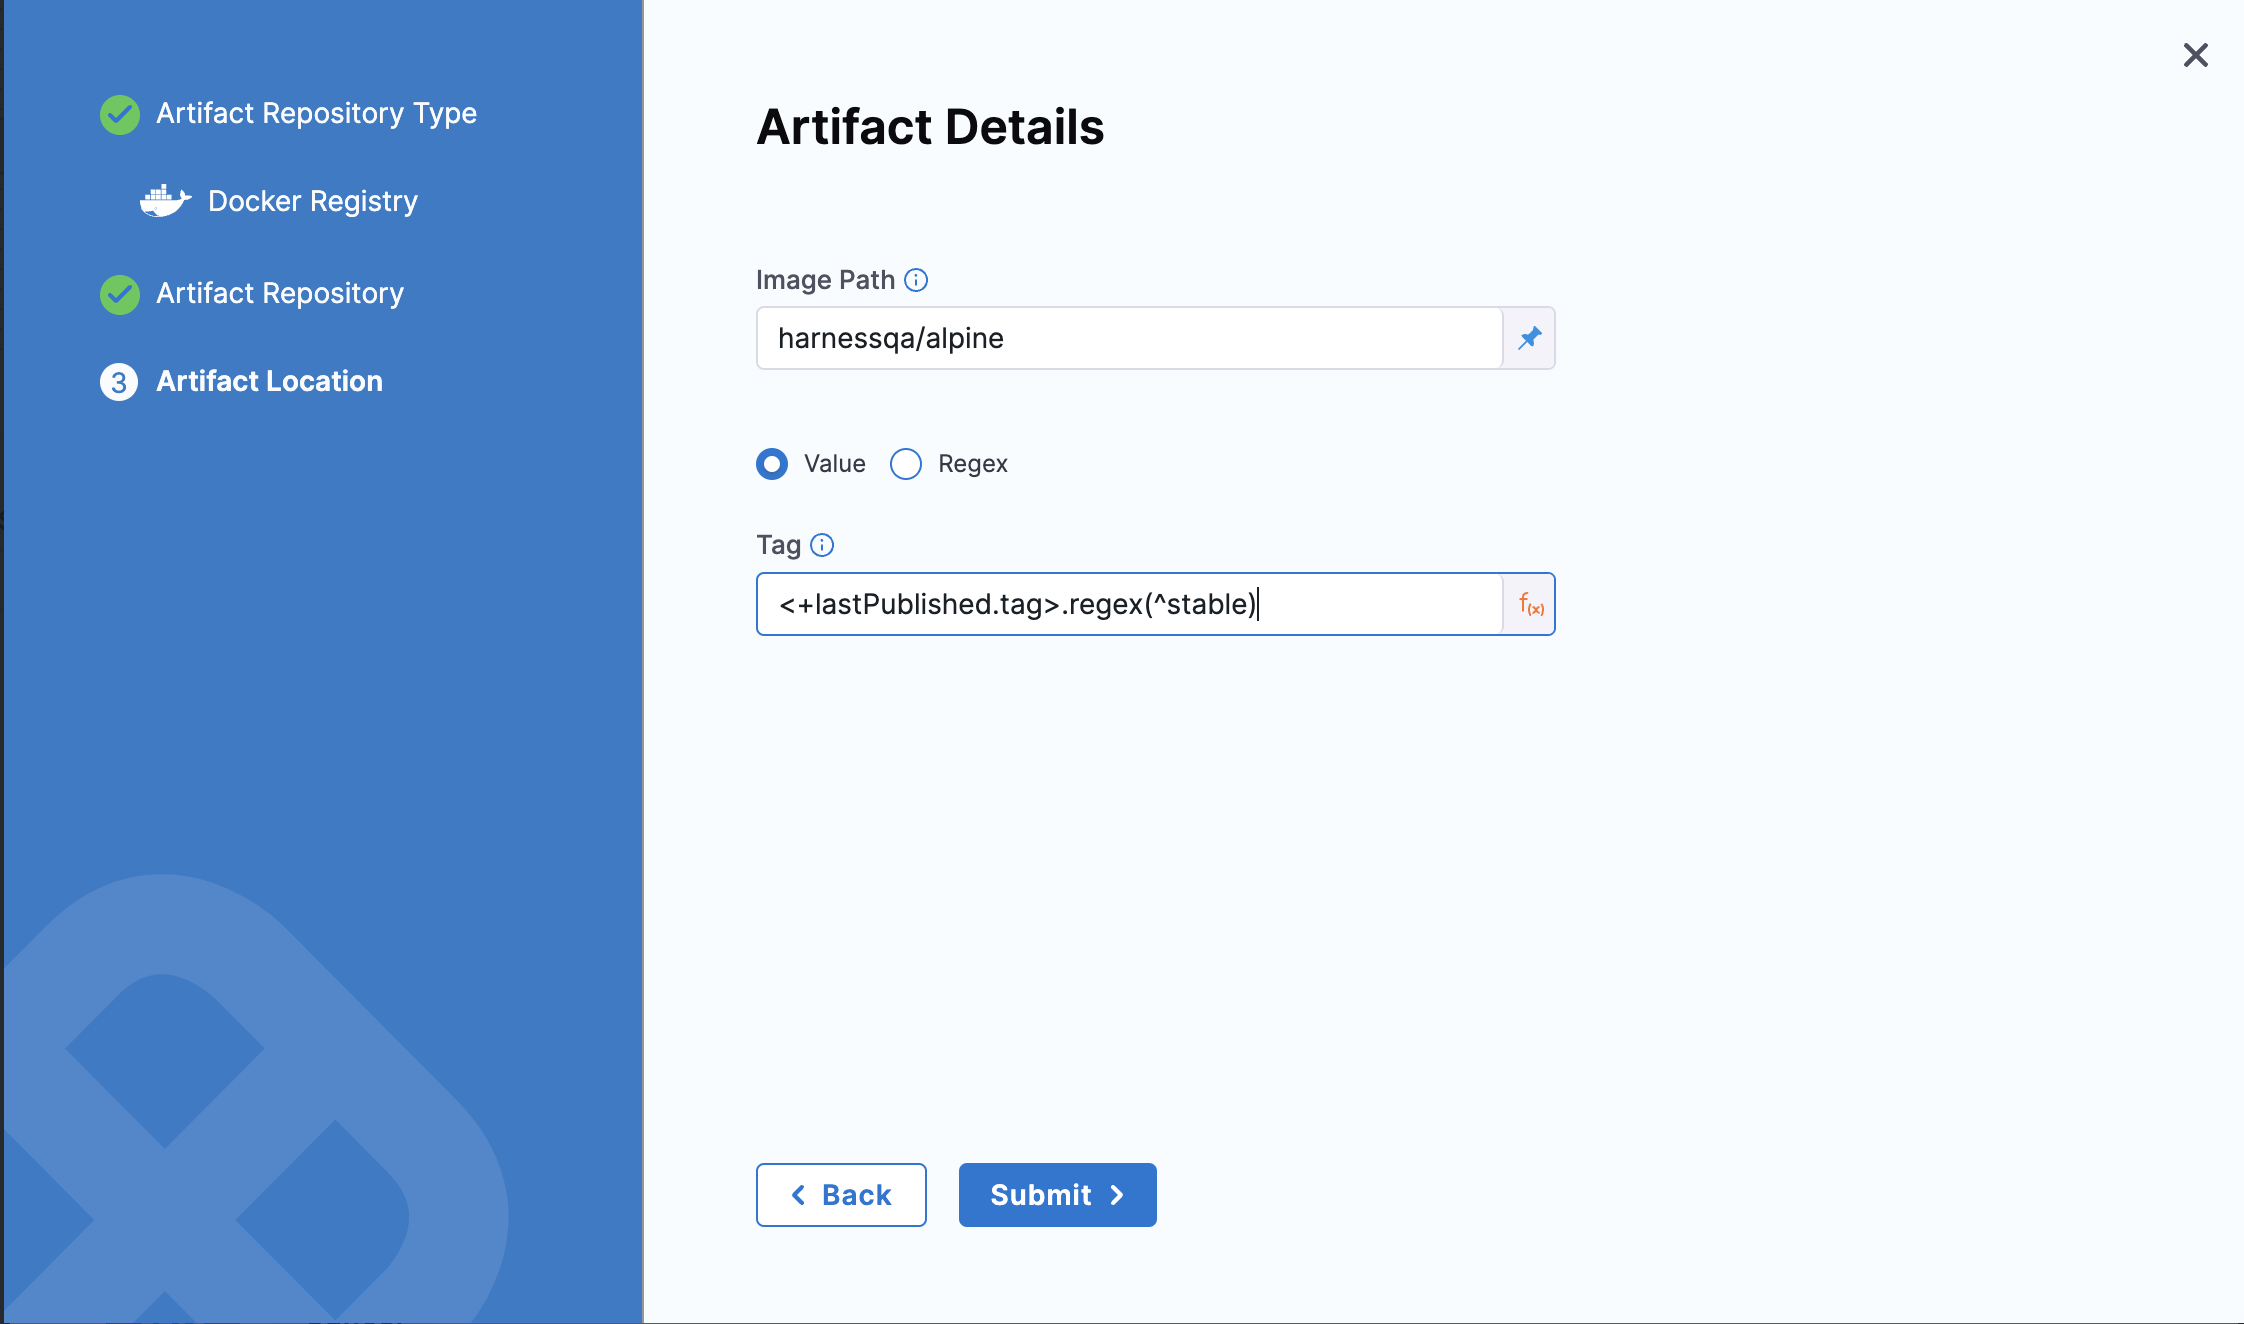 Artifact Repository Type
Docker Registry
Artifact Repository
3 Artifact Location
Artifact Details
Image Path
harnessqa/alpine
Value Regex
Tag
<+lastPublished.tag>.regex(^stable)
f(x)
Back Submit